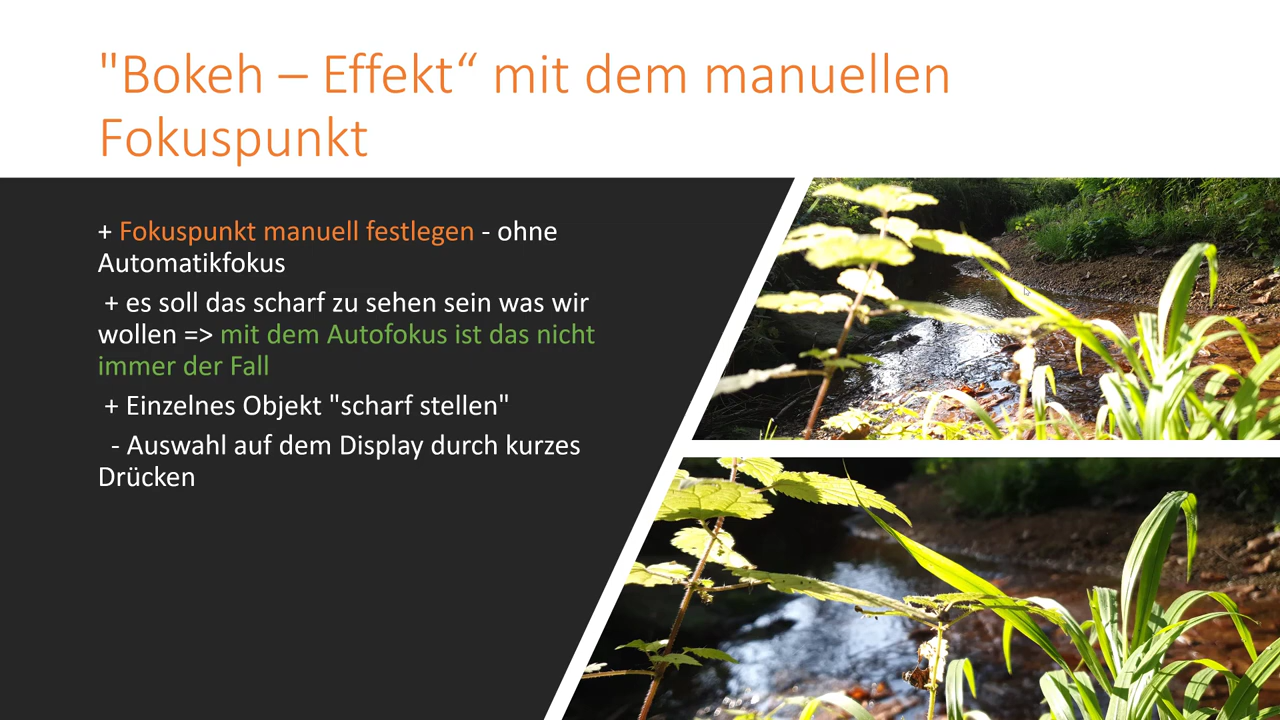 "Bokeh – Effekt“ mit dem manuellen
Fokuspunkt
+ Fokuspunkt manuell festlegen - ohne
Automatikfokus
+ es soll das scharf zu sehen sein was wir
wollen => mit dem Autofokus ist das nicht
immer der Fall
+ Einzelnes Objekt "scharf stellen"
- Auswahl auf dem Display durch kurzes
Drücken